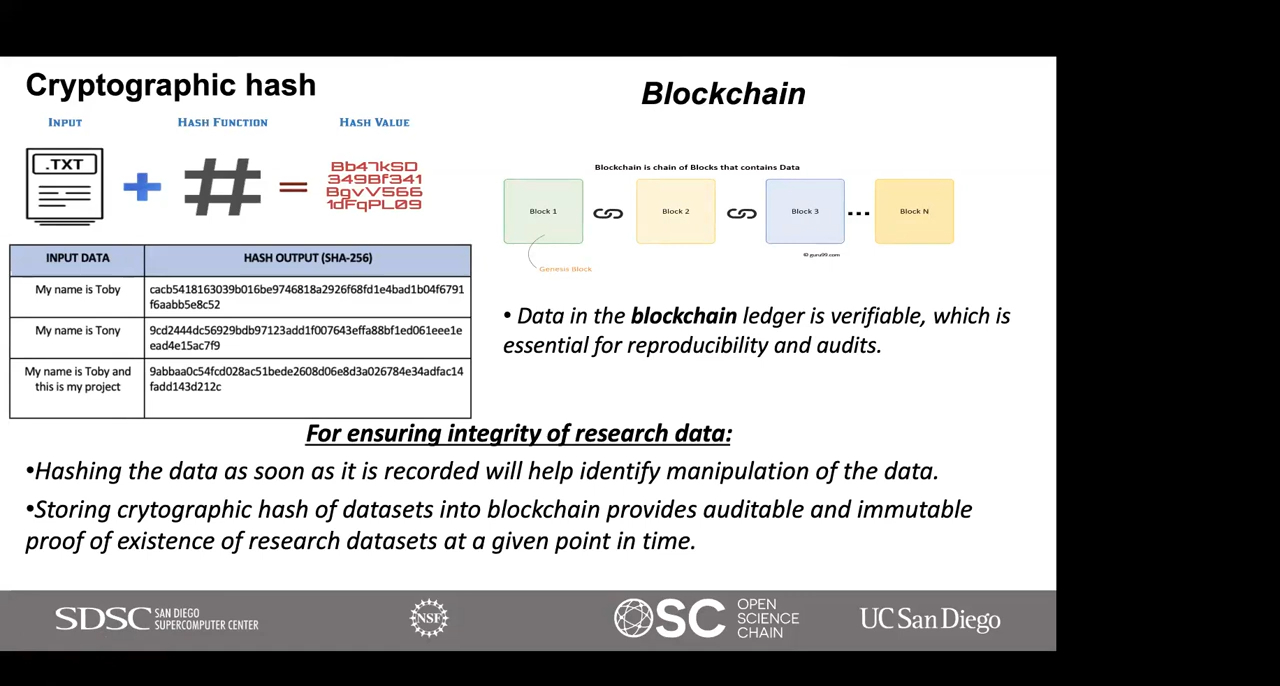 Cryptographic hash
INPUT
HASH FUNCTION
HASH VALUE
.TXT
#
Bb47kSD
349Bf341
BgvV566
1dFqPL09
INPUT DATA
HASH OUTPUT (SHA-256)
My name is Toby
cacb5418163039b016be9746818a2926f68fd1e4bad1b04f6791
f6aabb5e8c52
My name is Tony
9cd2444dc56929bdb97123add1f007643effa88bf1ed061eee1e
ead4e15ac7f9
My name is Toby and
this is my project
9abbaa0c54fcd028ac51bede2608d06e8d3a026784e34adfac14
fadd143d212c
Blockchain
Blockchain is chain of Blocks that contains Data
Block 1
Block 2
Block 3
Block N
Genesis Block
© guru99.com
• Data in the blockchain ledger is verifiable, which is
essential for reproducibility and audits.
For ensuring integrity of research data:
•Hashing the data as soon as it is recorded will help identify manipulation of the data.
•Storing crytographic hash of datasets into blockchain provides auditable and immutable
proof of existence of research datasets at a given point in time.
SDSC SAN DIEGO
SUPERCOMPUTER CENTER
NSF
OSC OPEN
SCIENCE
CHAIN
UC San Diego